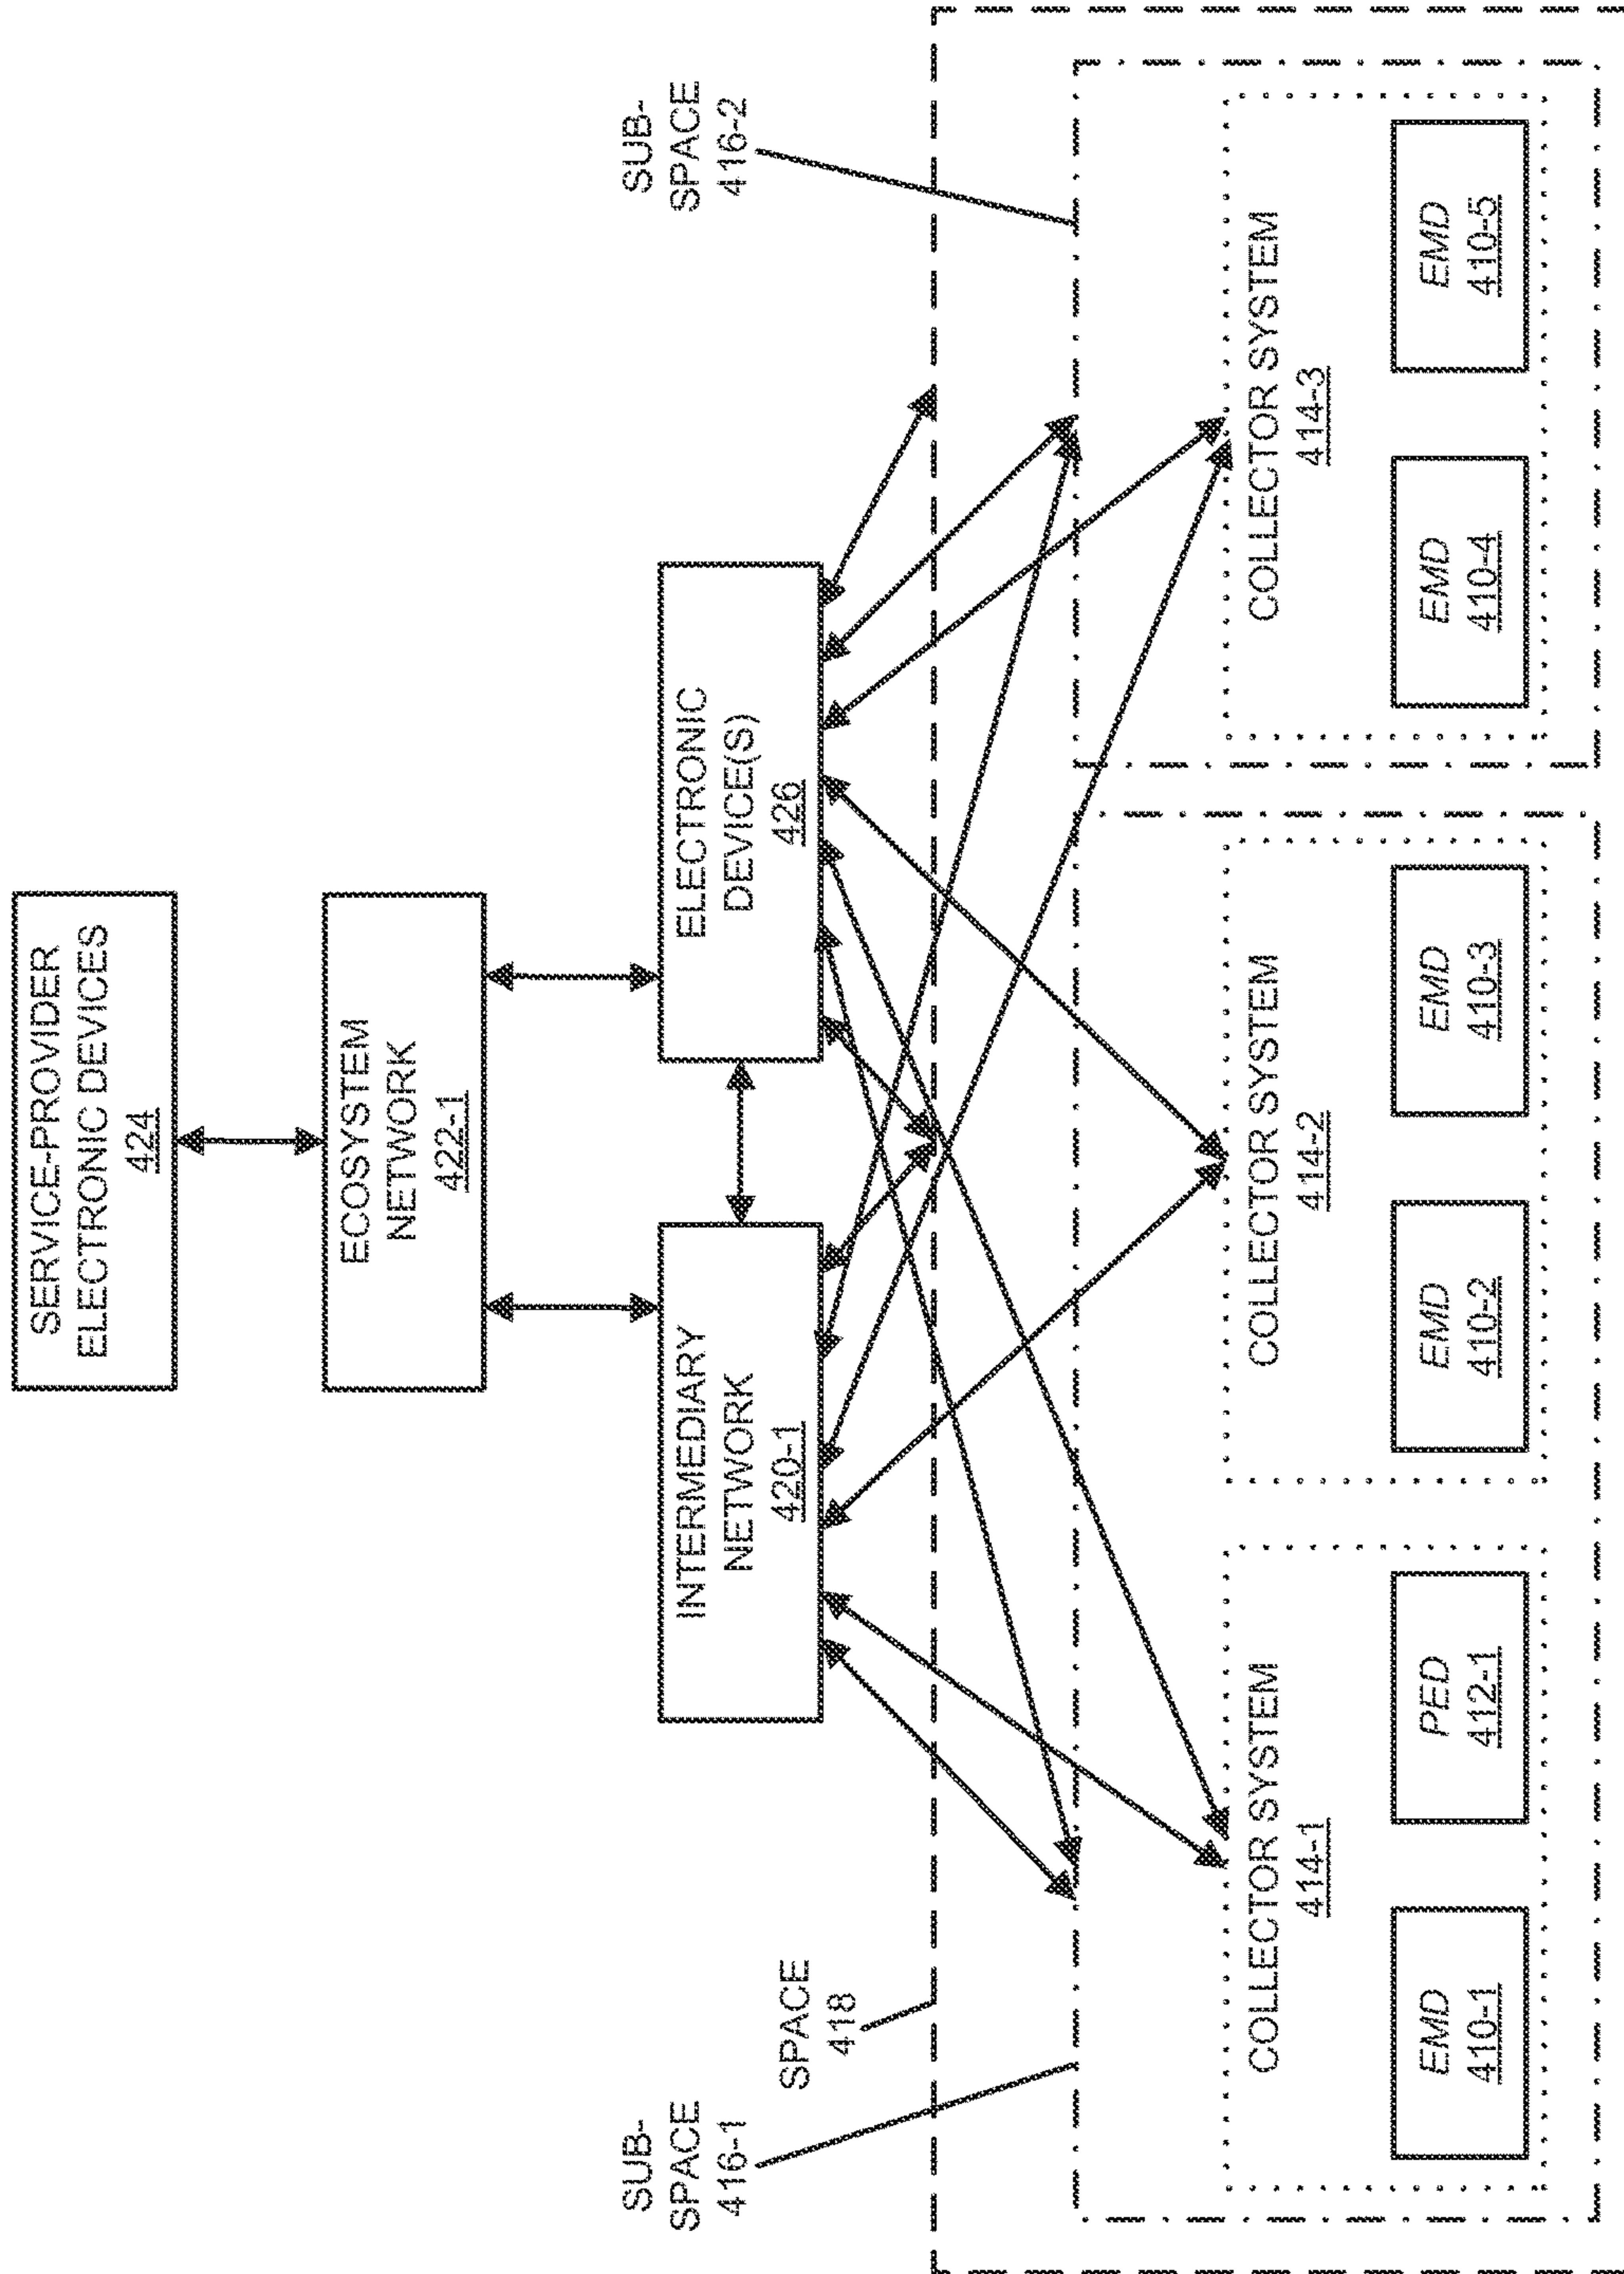 SERVICE-PROVIDER
ELECTRONIC DEVICES
424
ECOSYSTEM
NETWORK
422-1
INTERMEDIARY
NETWORK
420-1
ELECTRONIC
DEVICE(S)
426
SUB-
SPACE
416-1
SPACE
418
SUB-
SPACE
416-2
COLLECTOR SYSTEM
414-1
EMD
410-1
PED
412-1
COLLECTOR SYSTEM
414-2
EMD
410-2
EMD
410-3
COLLECTOR SYSTEM
414-3
EMD
410-4
EMD
410-5